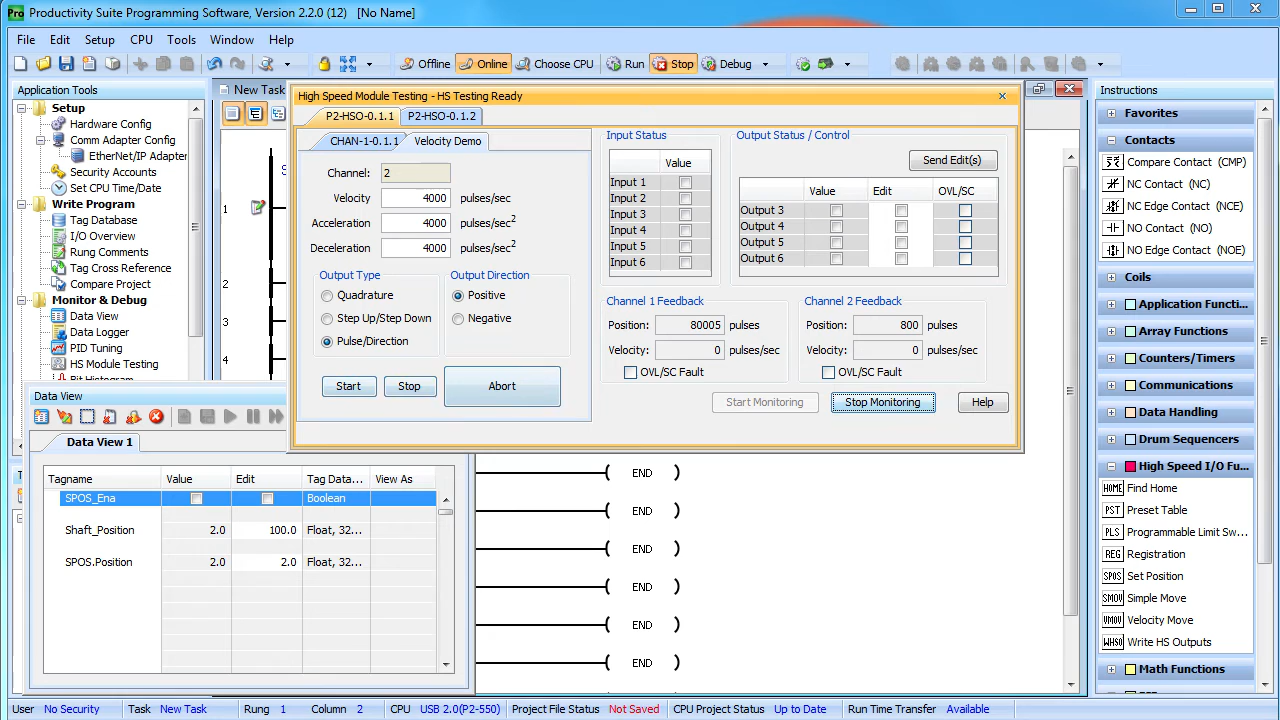 Pro Productivity Suite Programming Software, Version 2.2.0 (12) [No Name]
File Edit Setup CPU Tools Window Help
Offline Online Choose CPU Run Stop Debug
Application Tools
Setup
Hardware Config
Comm Adapter Config
EtherNet/IP Adapter
Security Accounts
Set CPU Time/Date
Write Program
Tag Database
I/O Overview
Rung Comments
Tag Cross Reference
Compare Project
Monitor & Debug
Data View
Data Logger
PID Tuning
HS Module Testing
Bit Histogram
New Task
1
2
3
4
High Speed Module Testing - HS Testing Ready
P2-HSO-0.1.1 P2-HSO-0.1.2
CHAN-1-0.1.1 Velocity Demo
Channel: 2
Velocity 4000 pulses/sec
Acceleration 4000 pulses/sec2
Deceleration 4000 pulses/sec2
Output Type
Quadrature
Step Up/Step Down
Pulse/Direction
Output Direction
Positive
Negative
Start Stop Abort
Input Status
Value
Input 1
Input 2
Input 3
Input 4
Input 5
Input 6
Output Status / Control
Send Edit(s)
Value Edit OVL/SC
Output 3
Output 4
Output 5
Output 6
Channel 1 Feedback
Position: 80005 pulses
Velocity: 0 pulses/sec
OVL/SC Fault
Channel 2 Feedback
Position: 800 pulses
Velocity: 0 pulses/sec
OVL/SC Fault
Start Monitoring Stop Monitoring Help
END
END
END
END
END
END
Data View
Data View 1
Tagname Value Edit Tag Data... View As
SPOS_Ena Boolean
Shaft_Position 2.0 100.0 Float, 32...
SPOS.Position 2.0 2.0 Float, 32...
Instructions
Favorites
Contacts
Compare Contact (CMP)
NC Contact (NC)
NC Edge Contact (NCE)
NO Contact (NO)
NO Edge Contact (NOE)
Coils
Application Functi...
Array Functions
Counters/Timers
Communications
Data Handling
Drum Sequencers
High Speed I/O Fu...
HOME Find Home
PST Preset Table
PLS Programmable Limit Sw...
REG Registration
SPOS Set Position
SMOV Simple Move
VMOV Velocity Move
WHSO Write HS Outputs
Math Functions
User No Security Task New Task Rung 1 Column 2 CPU USB 2.0(P2-550) Project File Status Not Saved CPU Project Status Up to Date Run Time Transfer Available